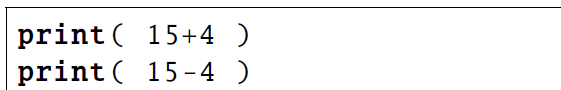 print( 15+4 )
print( 15-4 )